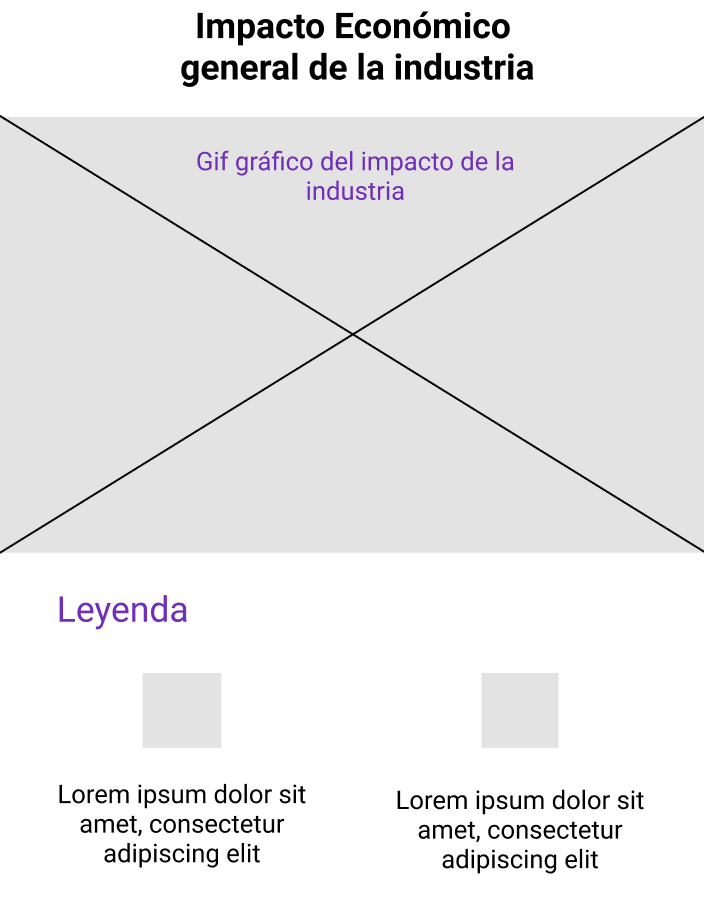 Impacto Económico
general de la industria
Gif gráfico del impacto de la
industria
Leyenda
Lorem ipsum dolor sit
amet, consectetur
adipiscing elit
Lorem ipsum dolor sit
amet, consectetur
adipiscing elit